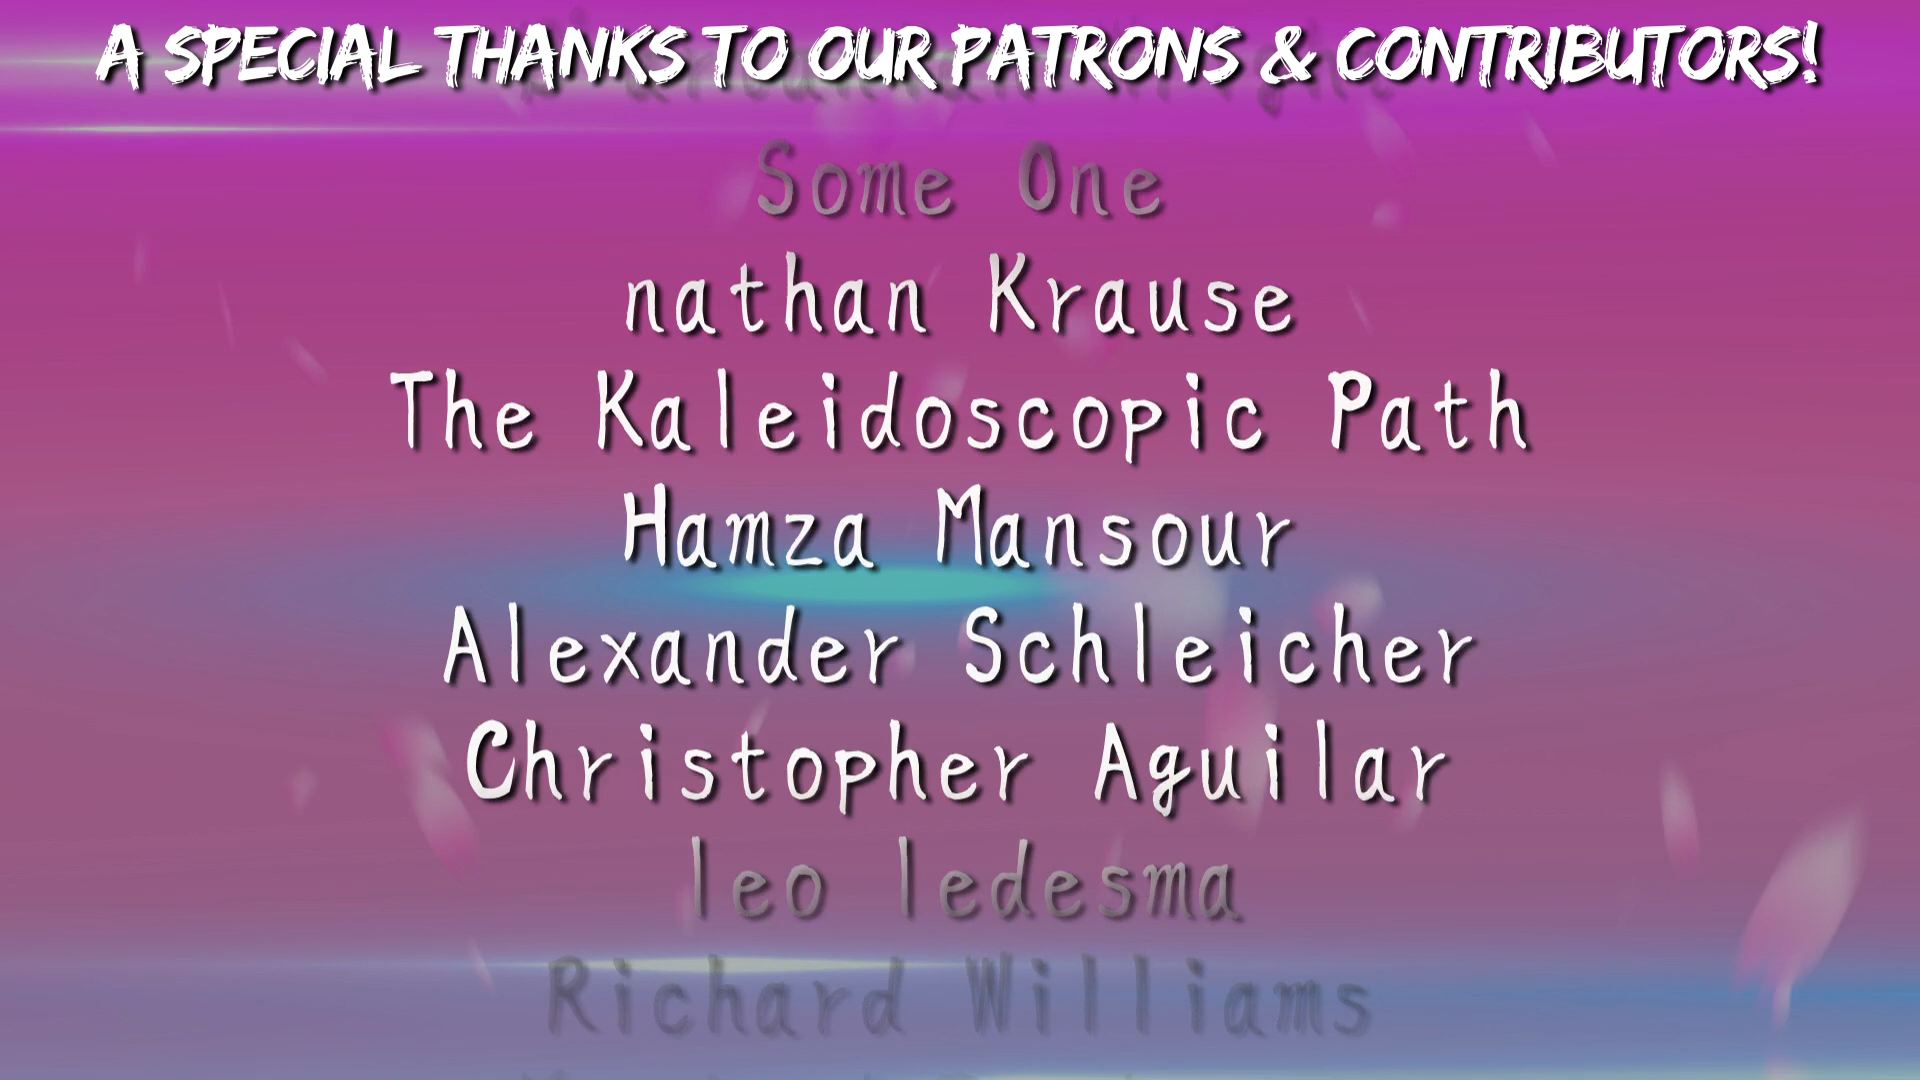 A SPECIAL THANKS TO OUR PATRONS & CONTRIBUTORS!
Some One
nathan Krause
The Kaleidoscopic Path
Hamza Mansour
Alexander Schleicher
Christopher Aguilar
leo ledesma
Richard Williams